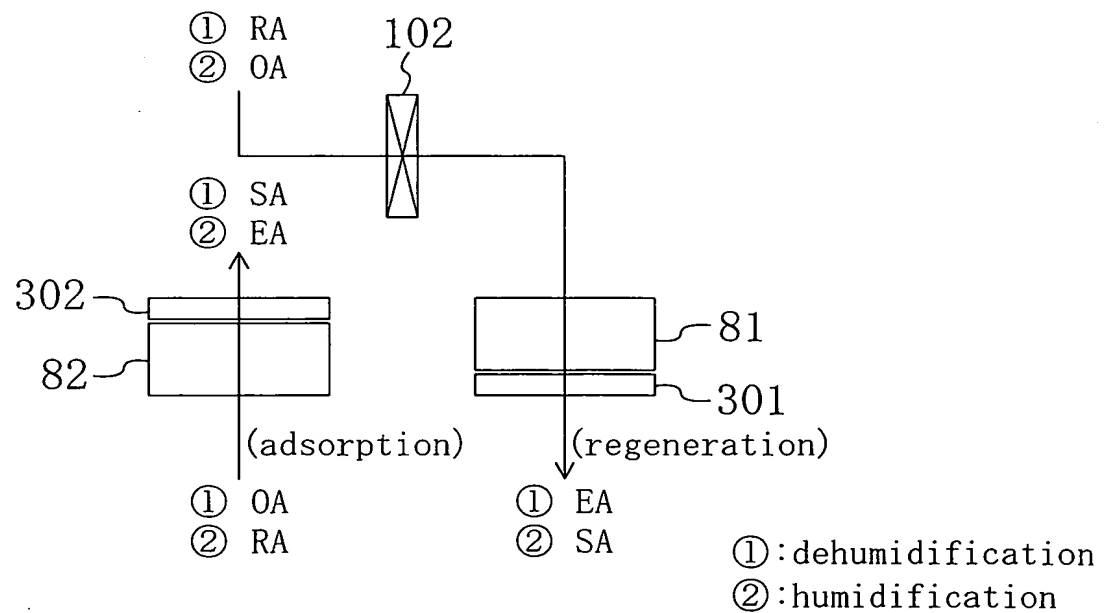 ① RA
② OA
102
① SA
② EA
302
82
81
301
(adsorption)
(regeneration)
① OA
② RA
① EA
② SA
①:dehumidification
②:humidification